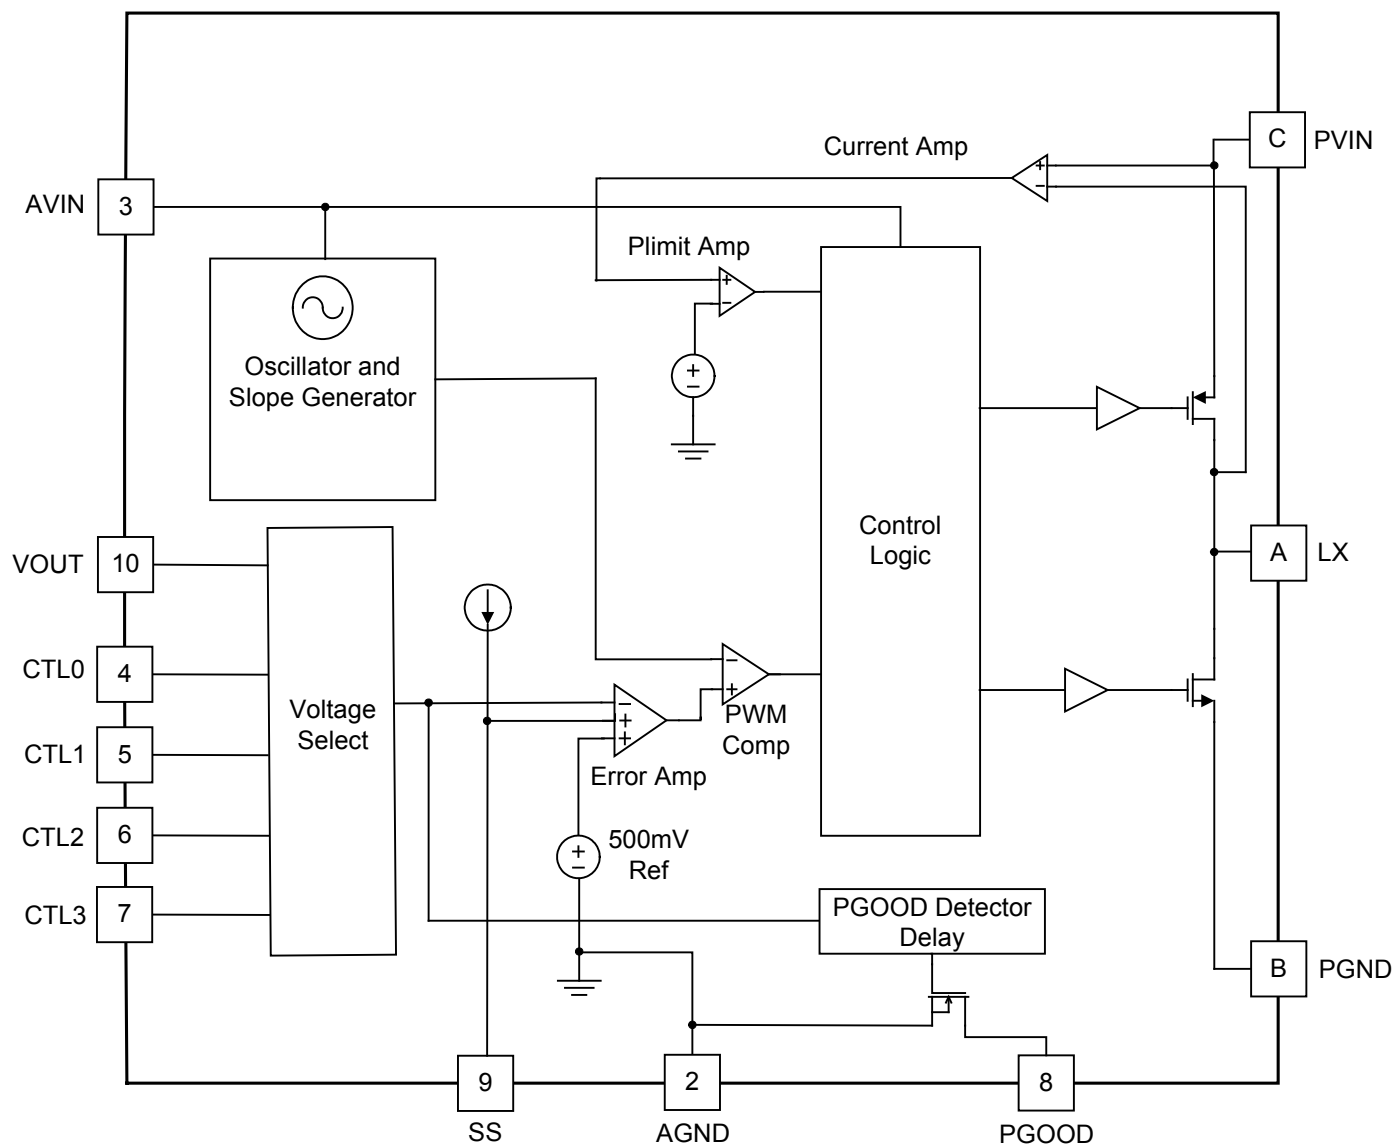 C PVIN
Current Amp
+
−
AVIN 3
Plimit Amp
+
−
Oscillator and
Slope Generator
+
−
Control
Logic
A LX
VOUT 10
CTL0 4
−
+
PWM
Comp
Voltage
Select
−
+
+
Error Amp
CTL1 5
CTL2 6
+
−
500mV
Ref
CTL3 7
PGOOD Detector
Delay
B PGND
9
SS
2
AGND
8
PGOOD